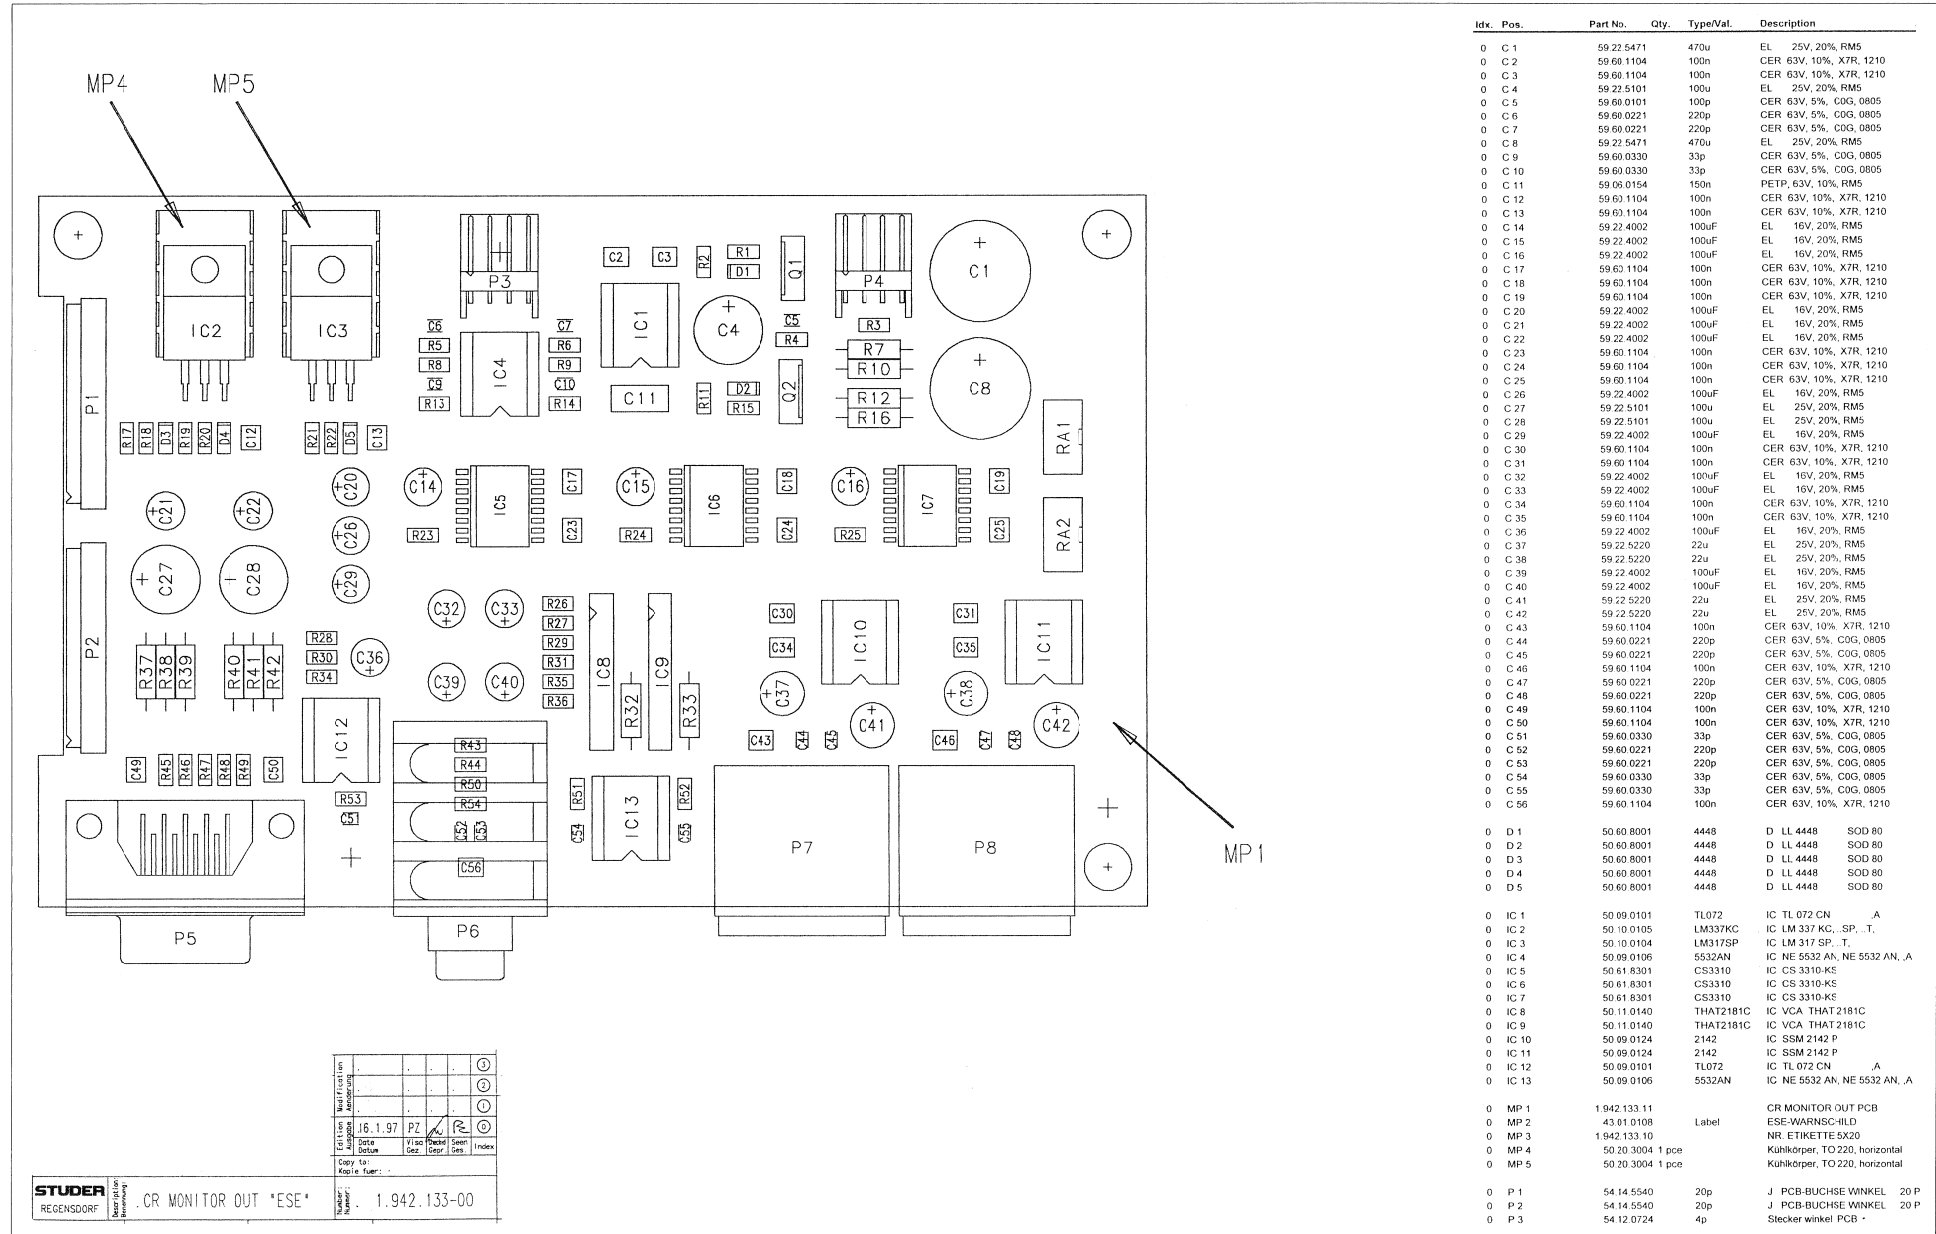 MP4 MP5
C2 C3 R2 R1 D1 Q1 C1
P3 P4
IC2 IC3 IC1 C4 C5 R3
C6 C7 R4
R5 IC4 R6 R7
R8 R9 R10
C9 C10 C11 R11 D2 Q2 R12 C8
R13 R14 R15 R16
P1 R17 R18 D3 R19 R20 D4 C12 R21 R22 D5 C13 RA1
C20 C14 IC5 C17 C15 IC6 C18 C16 IC7 C19
C21 C22 C26 R23 C23 R24 C24 R25 C25 RA2
C27 C28 C29
C32 C33 R26 C30 IC10 C31 IC11
R27
P2 R28 R29 C34 C35
R37 R38 R39 R40 R41 R42 R30 C36 R31 IC8 IC9
R34 C39 C40 R35 C37 C38
R36 R32 R33 C41 C42
IC12 R43 C43 C44 C45 C46 C47 C48
C49 R45 R46 R47 R48 R49 C50 R44
R53 R50 R51 IC13 R52
C51 R54
C52 C53 C54 C55 P7 P8 MP1
C56
P5 P6
Modification
Aenderung
3
2
1
Edition
Ausgabe
16.1.97 PZ 0
Date Visa Checked Seen Index
Datum Gez. Gepr. Ges.
Copy to:
Kopie fuer:
STUDER
REGENSDORF
Description:
Benennung:
CR MONITOR OUT "ESE"
Number:
Nummer:
1.942.133-00
Idx. Pos. Part No. Qty. Type/Val. Description
0 C 1 59.22.5471 470u EL 25V, 20%, RM5
0 C 2 59.60.1104 100n CER 63V, 10%, X7R, 1210
0 C 3 59.60.1104 100n CER 63V, 10%, X7R, 1210
0 C 4 59.22.5101 100u EL 25V, 20%, RM5
0 C 5 59.60.0101 100p CER 63V, 5%, C0G, 0805
0 C 6 59.60.0221 220p CER 63V, 5%, C0G, 0805
0 C 7 59.60.0221 220p CER 63V, 5%, C0G, 0805
0 C 8 59.22.5471 470u EL 25V, 20%, RM5
0 C 9 59.60.0330 33p CER 63V, 5%, C0G, 0805
0 C 10 59.60.0330 33p CER 63V, 5%, C0G, 0805
0 C 11 59.06.0154 150n PETP, 63V, 10%, RM5
0 C 12 59.60.1104 100n CER 63V, 10%, X7R, 1210
0 C 13 59.60.1104 100n CER 63V, 10%, X7R, 1210
0 C 14 59.22.4002 100uF EL 16V, 20%, RM5
0 C 15 59.22.4002 100uF EL 16V, 20%, RM5
0 C 16 59.22.4002 100uF EL 16V, 20%, RM5
0 C 17 59.60.1104 100n CER 63V, 10%, X7R, 1210
0 C 18 59.60.1104 100n CER 63V, 10%, X7R, 1210
0 C 19 59.60.1104 100n CER 63V, 10%, X7R, 1210
0 C 20 59.22.4002 100uF EL 16V, 20%, RM5
0 C 21 59.22.4002 100uF EL 16V, 20%, RM5
0 C 22 59.22.4002 100uF EL 16V, 20%, RM5
0 C 23 59.60.1104 100n CER 63V, 10%, X7R, 1210
0 C 24 59.60.1104 100n CER 63V, 10%, X7R, 1210
0 C 25 59.60.1104 100n CER 63V, 10%, X7R, 1210
0 C 26 59.22.4002 100uF EL 16V, 20%, RM5
0 C 27 59.22.5101 100u EL 25V, 20%, RM5
0 C 28 59.22.5101 100u EL 25V, 20%, RM5
0 C 29 59.22.4002 100uF EL 16V, 20%, RM5
0 C 30 59.60.1104 100n CER 63V, 10%, X7R, 1210
0 C 31 59.60.1104 100n CER 63V, 10%, X7R, 1210
0 C 32 59.22.4002 100uF EL 16V, 20%, RM5
0 C 33 59.22.4002 100uF EL 16V, 20%, RM5
0 C 34 59.60.1104 100n CER 63V, 10%, X7R, 1210
0 C 35 59.60.1104 100n CER 63V, 10%, X7R, 1210
0 C 36 59.22.4002 100uF EL 16V, 20%, RM5
0 C 37 59.22.5220 22u EL 25V, 20%, RM5
0 C 38 59.22.5220 22u EL 25V, 20%, RM5
0 C 39 59.22.4002 100uF EL 16V, 20%, RM5
0 C 40 59.22.4002 100uF EL 16V, 20%, RM5
0 C 41 59.22.5220 22u EL 25V, 20%, RM5
0 C 42 59.22.5220 22u EL 25V, 20%, RM5
0 C 43 59.60.1104 100n CER 63V, 10%, X7R, 1210
0 C 44 59.60.0221 220p CER 63V, 5%, C0G, 0805
0 C 45 59.60.0221 220p CER 63V, 5%, C0G, 0805
0 C 46 59.60.1104 100n CER 63V, 10%, X7R, 1210
0 C 47 59.60.0221 220p CER 63V, 5%, C0G, 0805
0 C 48 59.60.0221 220p CER 63V, 5%, C0G, 0805
0 C 49 59.60.1104 100n CER 63V, 10%, X7R, 1210
0 C 50 59.60.1104 100n CER 63V, 10%, X7R, 1210
0 C 51 59.60.0330 33p CER 63V, 5%, C0G, 0805
0 C 52 59.60.0221 220p CER 63V, 5%, C0G, 0805
0 C 53 59.60.0221 220p CER 63V, 5%, C0G, 0805
0 C 54 59.60.0330 33p CER 63V, 5%, C0G, 0805
0 C 55 59.60.0330 33p CER 63V, 5%, C0G, 0805
0 C 56 59.60.1104 100n CER 63V, 10%, X7R, 1210
0 D 1 50.60.8001 4448 D LL 4448 SOD 80
0 D 2 50.60.8001 4448 D LL 4448 SOD 80
0 D 3 50.60.8001 4448 D LL 4448 SOD 80
0 D 4 50.60.8001 4448 D LL 4448 SOD 80
0 D 5 50.60.8001 4448 D LL 4448 SOD 80
0 IC 1 50.09.0101 TL072 IC TL 072 CN ,A
0 IC 2 50.10.0105 LM337KC IC LM 337 KC, ..SP, ..T,
0 IC 3 50.10.0104 LM317SP IC LM 317 SP, ..T,
0 IC 4 50.09.0106 5532AN IC NE 5532 AN, NE 5532 AN, ,A
0 IC 5 50.61.8301 CS3310 IC CS 3310-KS
0 IC 6 50.61.8301 CS3310 IC CS 3310-KS
0 IC 7 50.61.8301 CS3310 IC CS 3310-KS
0 IC 8 50.11.0140 THAT2181C IC VCA THAT 2181C
0 IC 9 50.11.0140 THAT2181C IC VCA THAT 2181C
0 IC 10 50.09.0124 2142 IC SSM 2142 P
0 IC 11 50.09.0124 2142 IC SSM 2142 P
0 IC 12 50.09.0101 TL072 IC TL 072 CN ,A
0 IC 13 50.09.0106 5532AN IC NE 5532 AN, NE 5532 AN, ,A
0 MP 1 1.942.133.11 CR MONITOR OUT PCB
0 MP 2 43.01.0108 Label ESE-WARNSCHILD
0 MP 3 1.942.133.10 NR. ETIKETTE 5X20
0 MP 4 50.20.3004 1 pce Kühlkörper, TO 220, horizontal
0 MP 5 50.20.3004 1 pce Kühlkörper, TO 220, horizontal
0 P 1 54.14.5540 20p J PCB-BUCHSE WINKEL 20 P
0 P 2 54.14.5540 20p J PCB-BUCHSE WINKEL 20 P
0 P 3 54.12.0724 4p Stecker winkel PCB